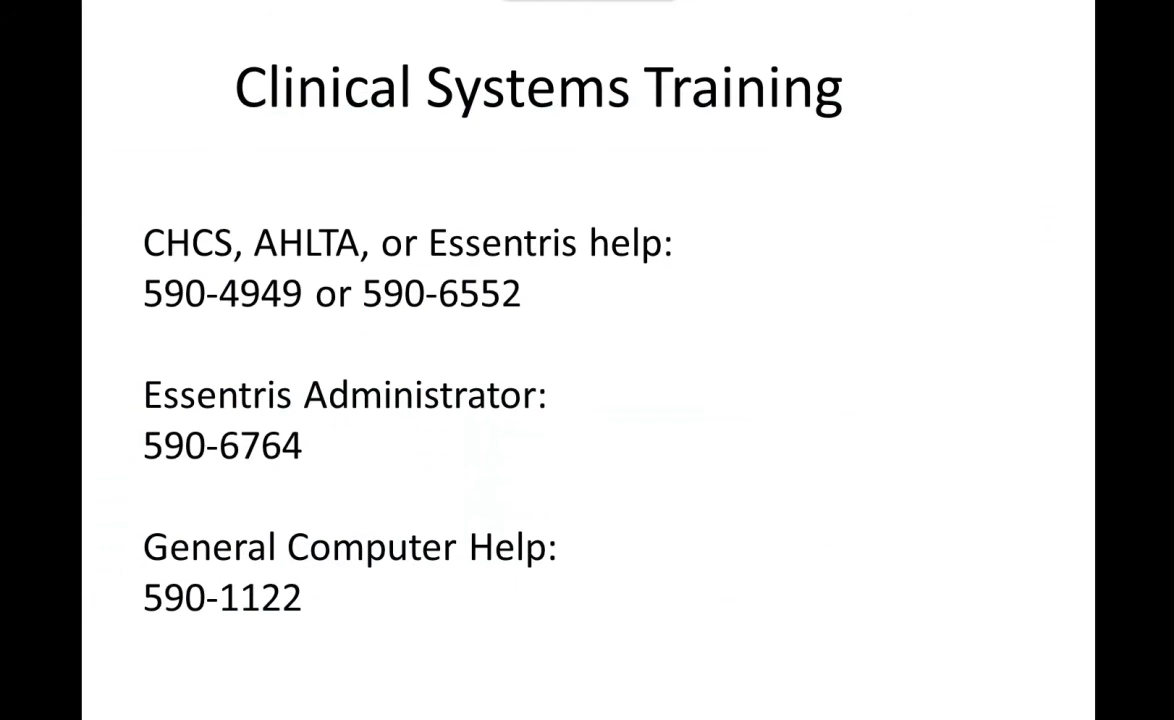 Clinical Systems Training
CHCS, AHLTA, or Essentris help:
590-4949 or 590-6552
Essentris Administrator:
590-6764
General Computer Help:
590-1122